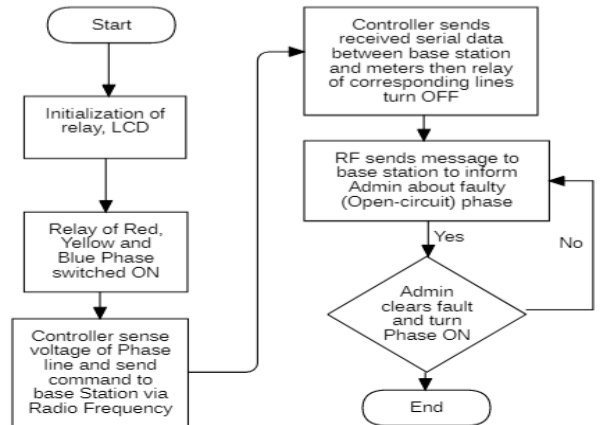 Start
Initialization of
relay, LCD
Relay of Red,
Yellow and
Blue Phase
switched ON
Controller sense
voltage of Phase
line and send
command to
base Station via
Radio Frequency
Controller sends
received serial data
between base station
and meters then relay
of corresponding lines
turn OFF
RF sends message to
base station to inform
Admin about faulty
(Open-circuit) phase
Yes
No
Admin
clears fault
and turn
Phase ON
End